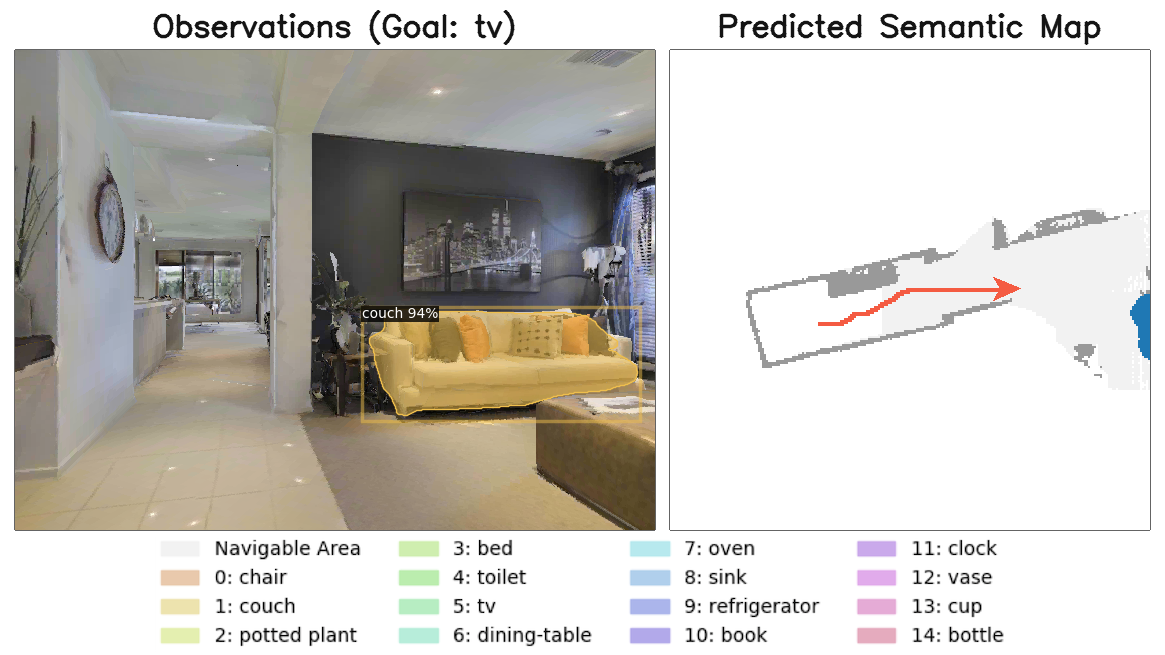 Observations (Goal: tv)
Predicted Semantic Map
couch 94%
Navigable Area
0: chair
1: couch
2: potted plant
3: bed
4: toilet
5: tv
6: dining-table
7: oven
8: sink
9: refrigerator
10: book
11: clock
12: vase
13: cup
14: bottle